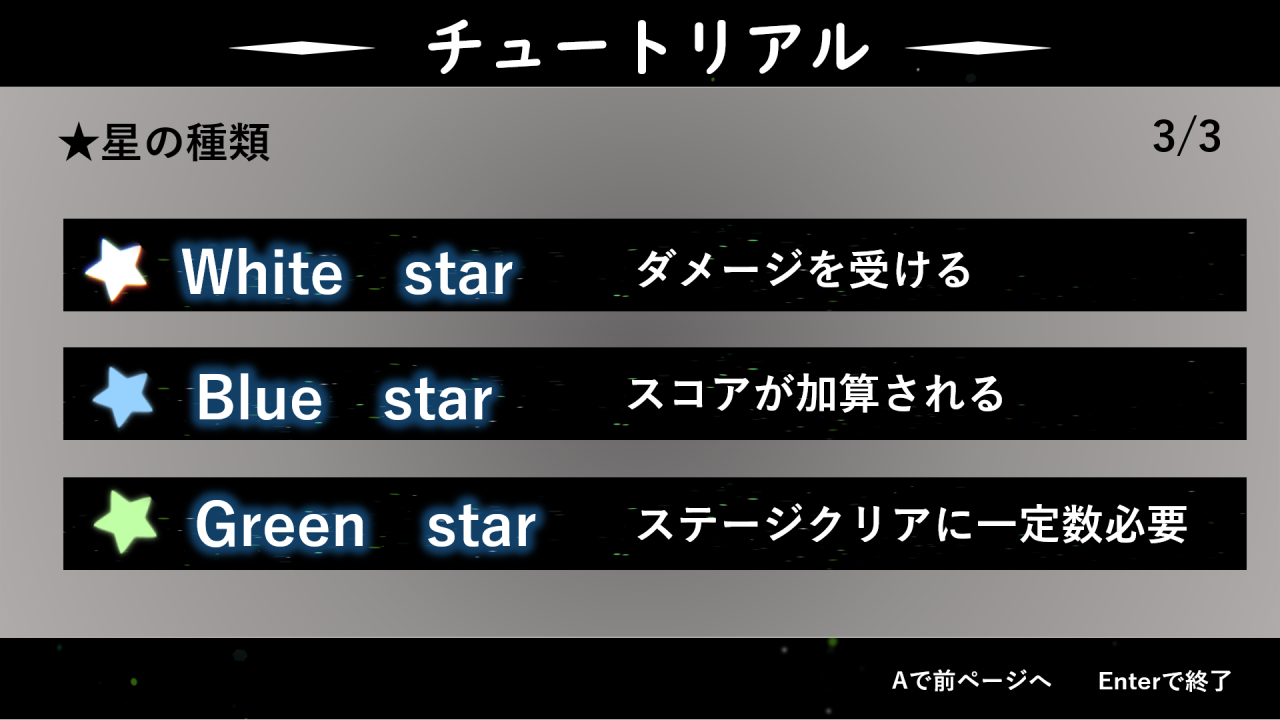 チュートリアル
★星の種類
3/3
White　star　ダメージを受ける
Blue　star　スコアが加算される
Green　star　ステージクリアに一定数必要
Aで前ページへ　Enterで終了